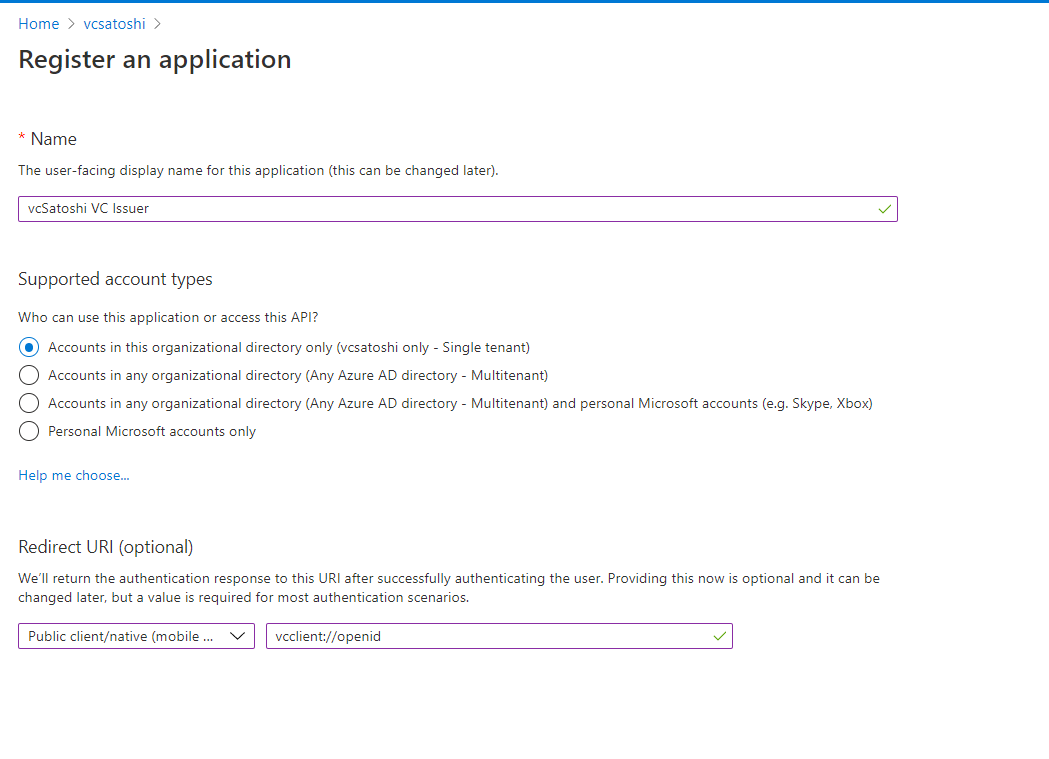 Home > vcsatoshi >
Register an application
* Name
The user-facing display name for this application (this can be changed later).
vcSatoshi VC Issuer
Supported account types
Who can use this application or access this API?
Accounts in this organizational directory only (vcsatoshi only - Single tenant)
Accounts in any organizational directory (Any Azure AD directory - Multitenant)
Accounts in any organizational directory (Any Azure AD directory - Multitenant) and personal Microsoft accounts (e.g. Skype, Xbox)
Personal Microsoft accounts only
Help me choose...
Redirect URI (optional)
We'll return the authentication response to this URI after successfully authenticating the user. Providing this now is optional and it can be
changed later, but a value is required for most authentication scenarios.
Public client/native (mobile ... vcclient://openid